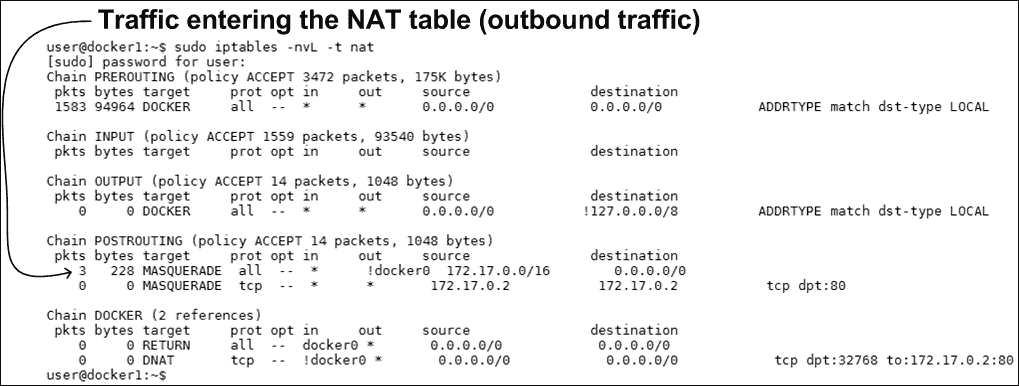 Traffic entering the NAT table (outbound traffic)
user@docker1:~$ sudo iptables -nvL -t nat
[sudo] password for user:
Chain PREROUTING (policy ACCEPT 3472 packets, 175K bytes)
pkts bytes target prot opt in out source destination
1583 94964 DOCKER all -- * * 0.0.0.0/0 0.0.0.0/0 ADDRTYPE match dst-type LOCAL
Chain INPUT (policy ACCEPT 1559 packets, 93540 bytes)
pkts bytes target prot opt in out source destination
Chain OUTPUT (policy ACCEPT 14 packets, 1048 bytes)
pkts bytes target prot opt in out source destination
0 0 DOCKER all -- * * 0.0.0.0/0 !127.0.0.0/8 ADDRTYPE match dst-type LOCAL
Chain POSTROUTING (policy ACCEPT 14 packets, 1048 bytes)
pkts bytes target prot opt in out source destination
3 228 MASQUERADE all -- * !docker0 172.17.0.0/16 0.0.0.0/0
0 0 MASQUERADE tcp -- * * 172.17.0.2 172.17.0.2 tcp dpt:80
Chain DOCKER (2 references)
pkts bytes target prot opt in out source destination
0 0 RETURN all -- docker0 * 0.0.0.0/0 0.0.0.0/0
0 0 DNAT tcp -- !docker0 * 0.0.0.0/0 0.0.0.0/0 tcp dpt:32768 to:172.17.0.2:80
user@docker1:~$